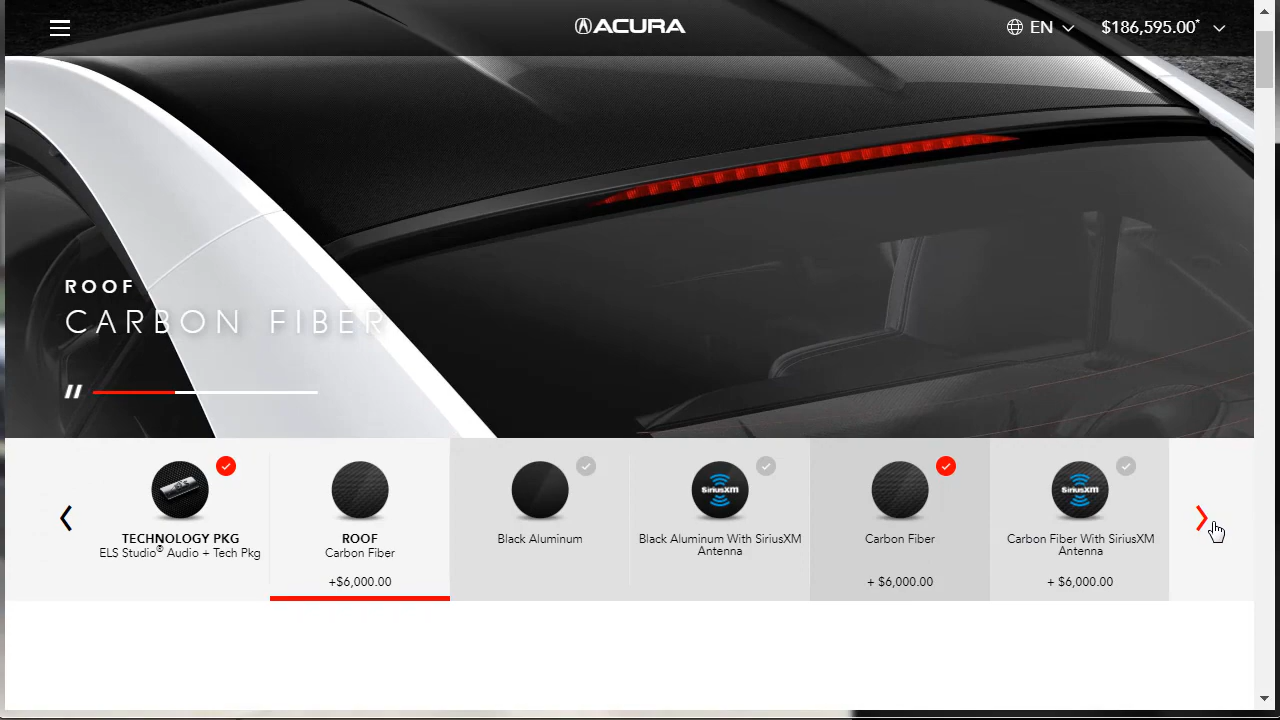 ACURA
EN
$186,595.00*
ROOF
CARBON FIBER
TECHNOLOGY PKG
ELS Studio® Audio + Tech Pkg
ROOF
Carbon Fiber
+$6,000.00
Black Aluminum
SiriusXM
Black Aluminum With SiriusXM
Antenna
Carbon Fiber
+ $6,000.00
SiriusXM
Carbon Fiber With SiriusXM
Antenna
+ $6,000.00